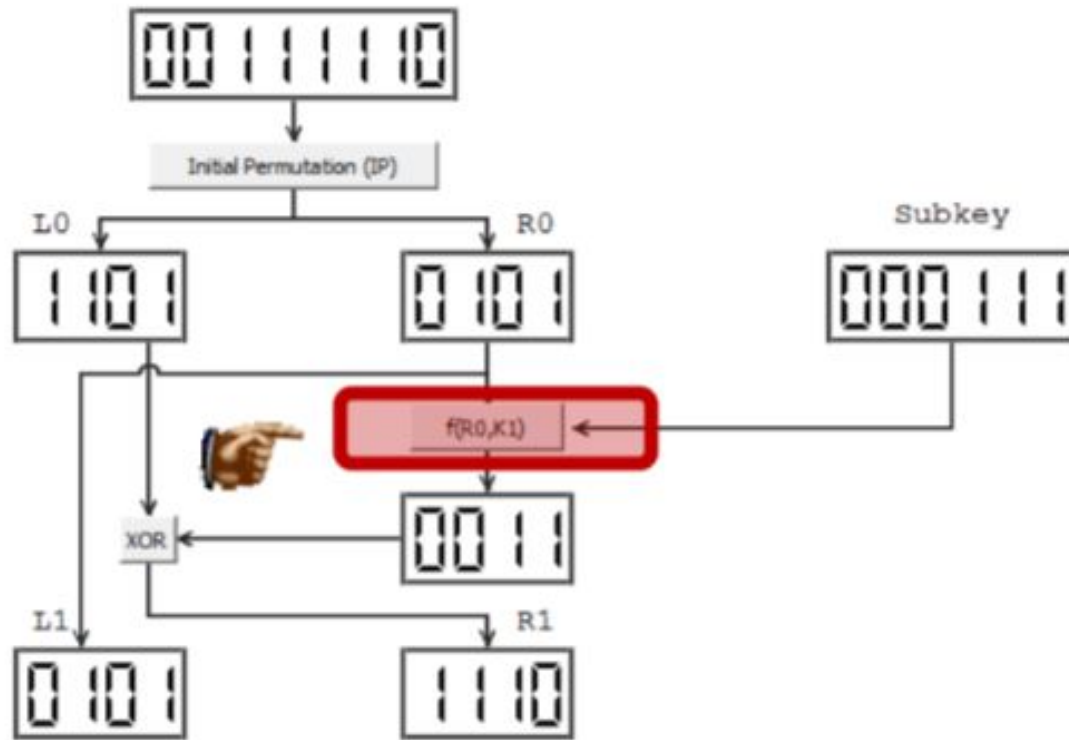 00111110
Initial Permutation (IP)
L0 R0 Subkey
1101 0101 000111
f(R0,K1)
0011
XOR
L1 R1
0101 1110